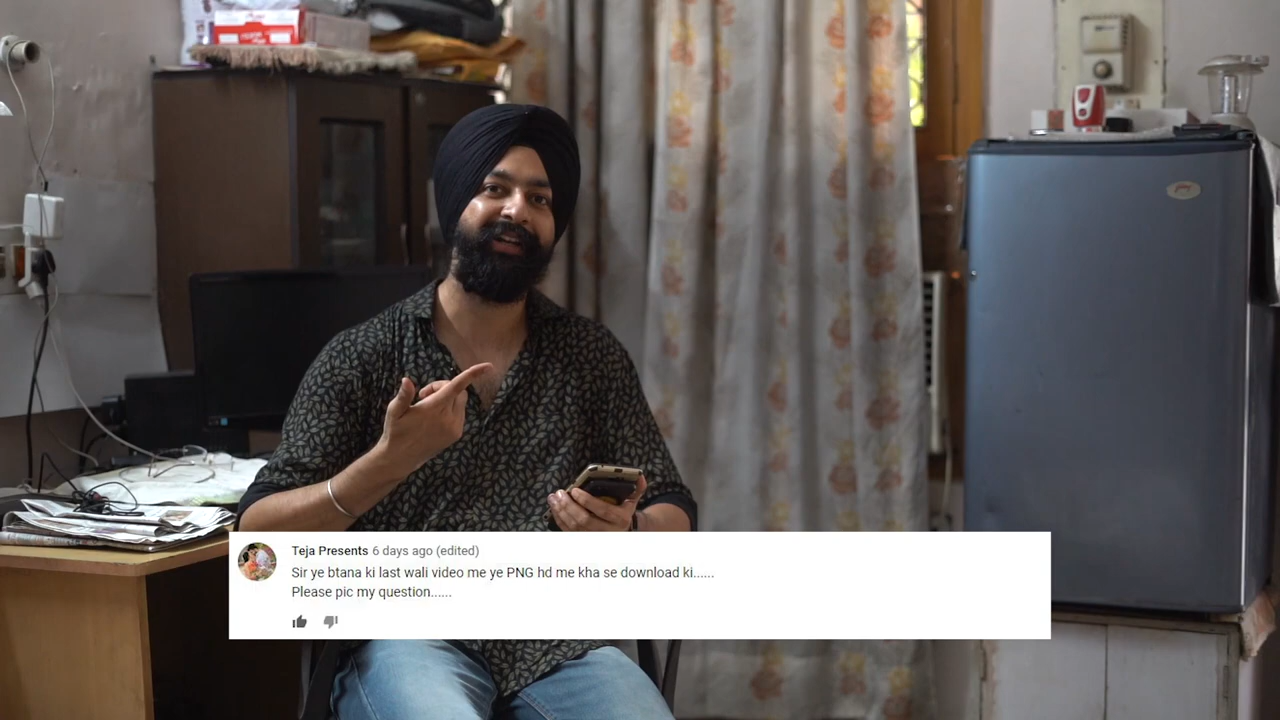 Teja Presents 6 days ago (edited)
Sir ye btana ki last wali video me ye PNG hd me kha se download ki......
Please pic my question......